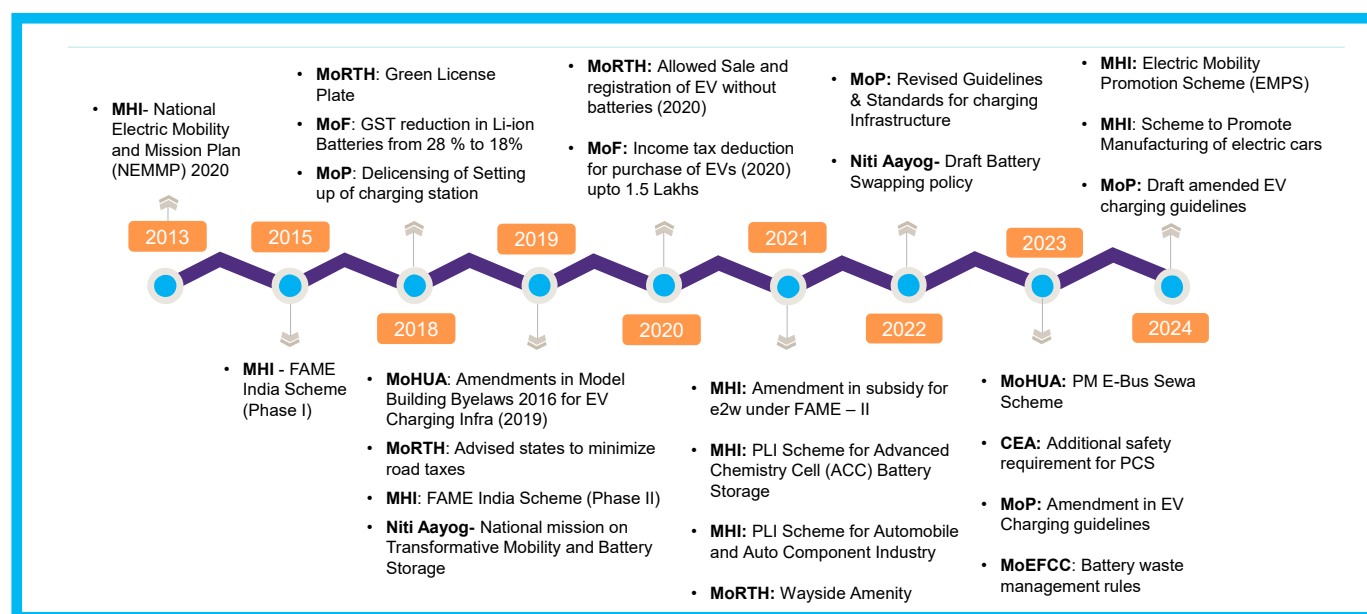 • MHI- National
Electric Mobility
and Mission Plan
(NEMMP) 2020
• MoRTH: Green License
Plate
• MoF: GST reduction in Li-ion
Batteries from 28 % to 18%
• MoP: Delicensing of Setting
up of charging station
• MoRTH: Allowed Sale and
registration of EV without
batteries (2020)
• MoF: Income tax deduction
for purchase of EVs (2020)
upto 1.5 Lakhs
• MoP: Revised Guidelines
& Standards for charging
Infrastructure
• Niti Aayog- Draft Battery
Swapping policy
• MHI: Electric Mobility
Promotion Scheme (EMPS)
• MHI: Scheme to Promote
Manufacturing of electric cars
• MoP: Draft amended EV
charging guidelines
2013
2015
2018
2019
2020
2021
2022
2023
2024
• MHI - FAME
India Scheme
(Phase I)
• MoHUA: Amendments in Model
Building Byelaws 2016 for EV
Charging Infra (2019)
• MoRTH: Advised states to minimize
road taxes
• MHI: FAME India Scheme (Phase II)
• Niti Aayog- National mission on
Transformative Mobility and Battery
Storage
• MHI: Amendment in subsidy for
e2w under FAME – II
• MHI: PLI Scheme for Advanced
Chemistry Cell (ACC) Battery
Storage
• MHI: PLI Scheme for Automobile
and Auto Component Industry
• MoRTH: Wayside Amenity
• MoHUA: PM E-Bus Sewa
Scheme
• CEA: Additional safety
requirement for PCS
• MoP: Amendment in EV
Charging guidelines
• MoEFCC: Battery waste
management rules